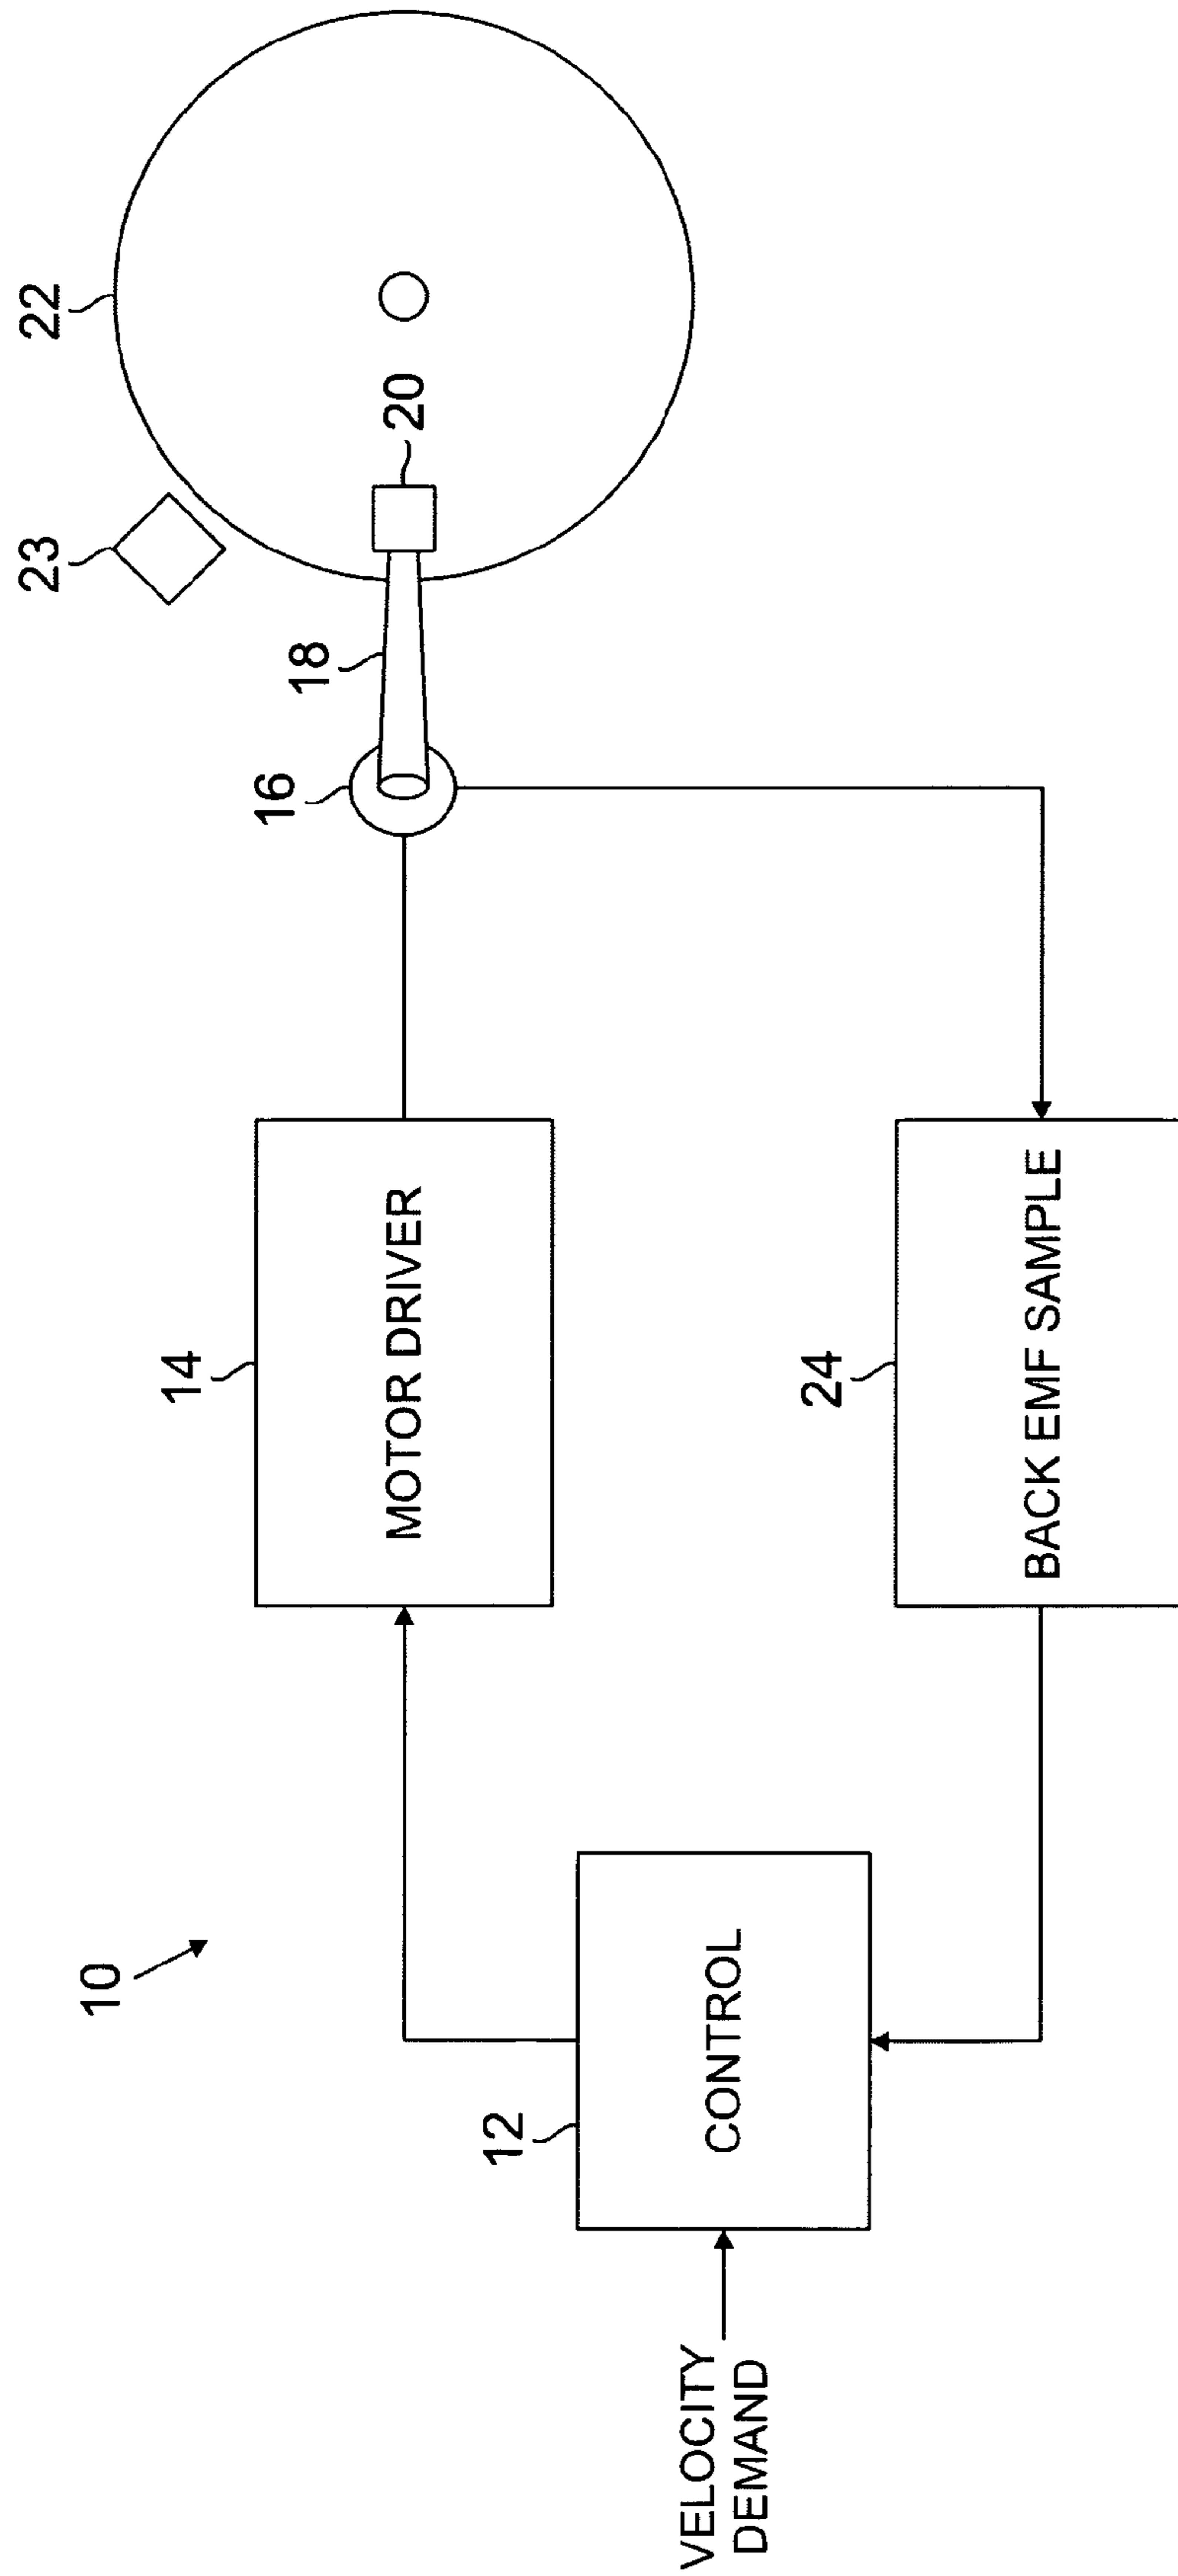 10
22
23
14
16
18
20
MOTOR DRIVER
12
CONTROL
VELOCITY
DEMAND
24
BACK EMF SAMPLE